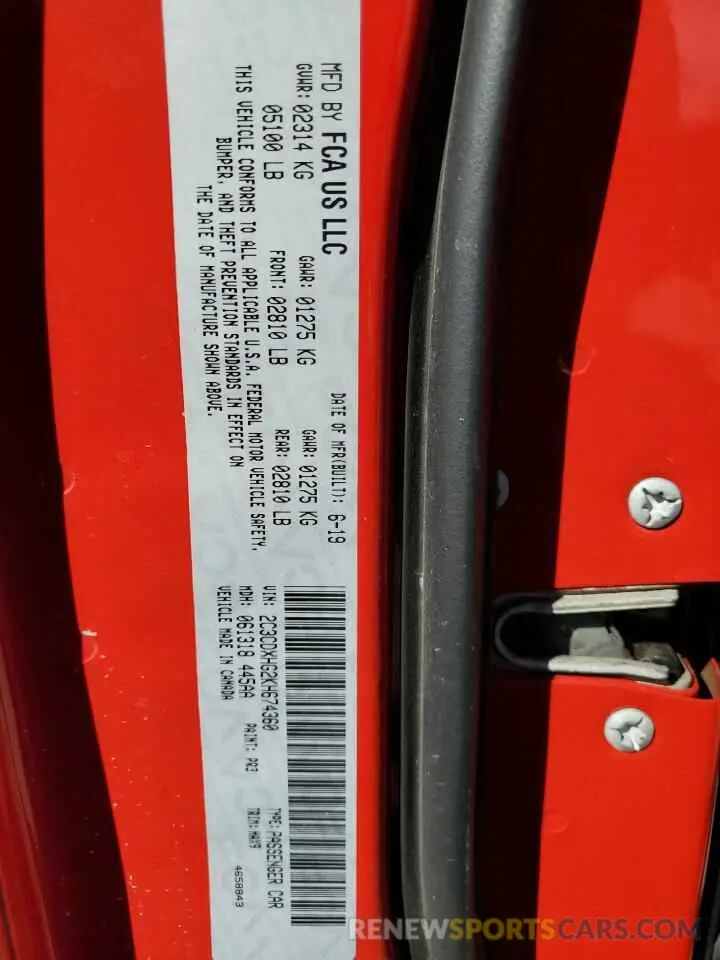 MFD BY FCA US LLC
DATE OF MFR(BUILT): 6-19
GVWR: 02314 KG
GAWR: 01275 KG
GAWR: 01275 KG
05100 LB
FRONT: 02810 LB
REAR: 02810 LB
THIS VEHICLE CONFORMS TO ALL APPLICABLE U.S.A. FEDERAL MOTOR VEHICLE SAFETY,
BUMPER, AND THEFT PREVENTION STANDARDS IN EFFECT ON
THE DATE OF MANUFACTURE SHOWN ABOVE.
VIN: 2C3CDXHG2KH674360
TYPE: PASSENGER CAR
MDH: 061318 445AA
PAINT: PR3
TRIM: HAX9
VEHICLE MADE IN CANADA
4658843
RENEWSPORTSCARS.COM